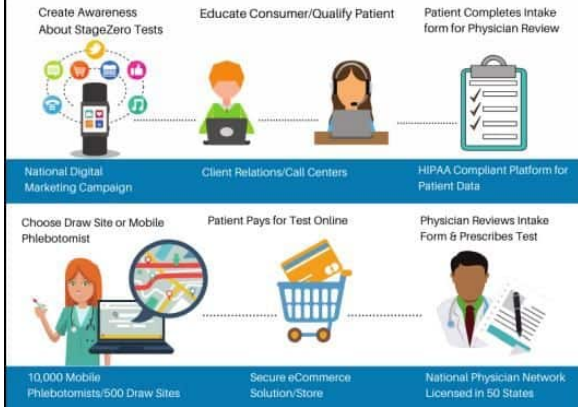 Create Awareness
About StageZero Tests
Educate Consumer/Qualify Patient
Patient Completes Intake
form for Physician Review
National Digital
Marketing Campaign
Client Relations/Call Centers
HIPAA Compliant Platform for
Patient Data
Choose Draw Site or Mobile
Phlebotomist
Patient Pays for Test Online
Physician Reviews Intake
Form & Prescribes Test
10,000 Mobile
Phlebotomists/500 Draw Sites
Secure eCommerce
Solution/Store
National Physician Network
Licensed in 50 States